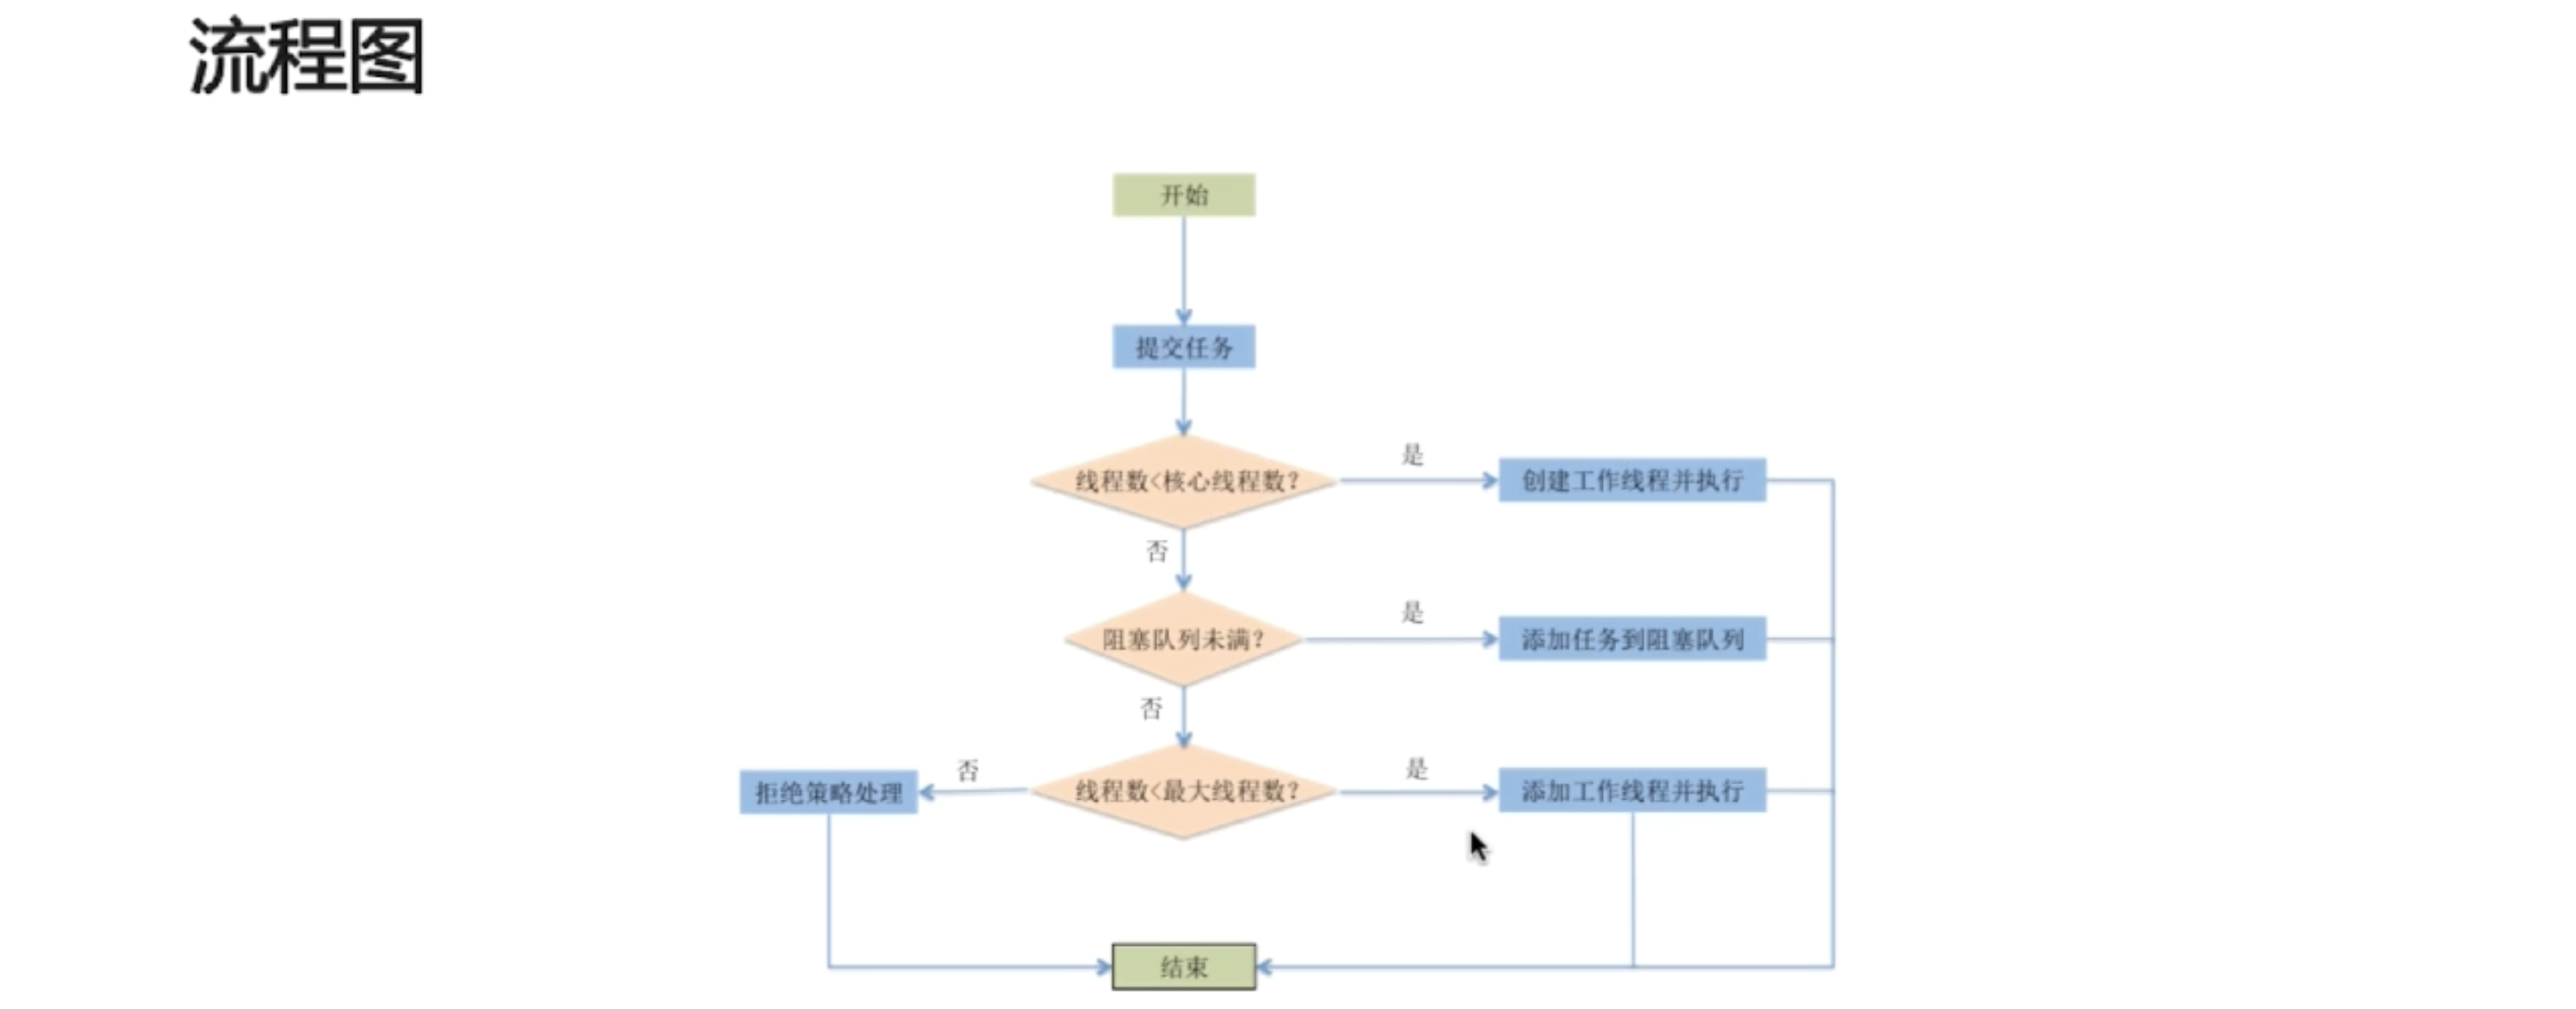 流程图
开始
提交任务
线程数<核心线程数?
是
创建工作线程并执行
否
阻塞队列未满?
是
添加任务到阻塞队列
否
拒绝策略处理
否
线程数<最大线程数?
是
添加工作线程并执行
结束